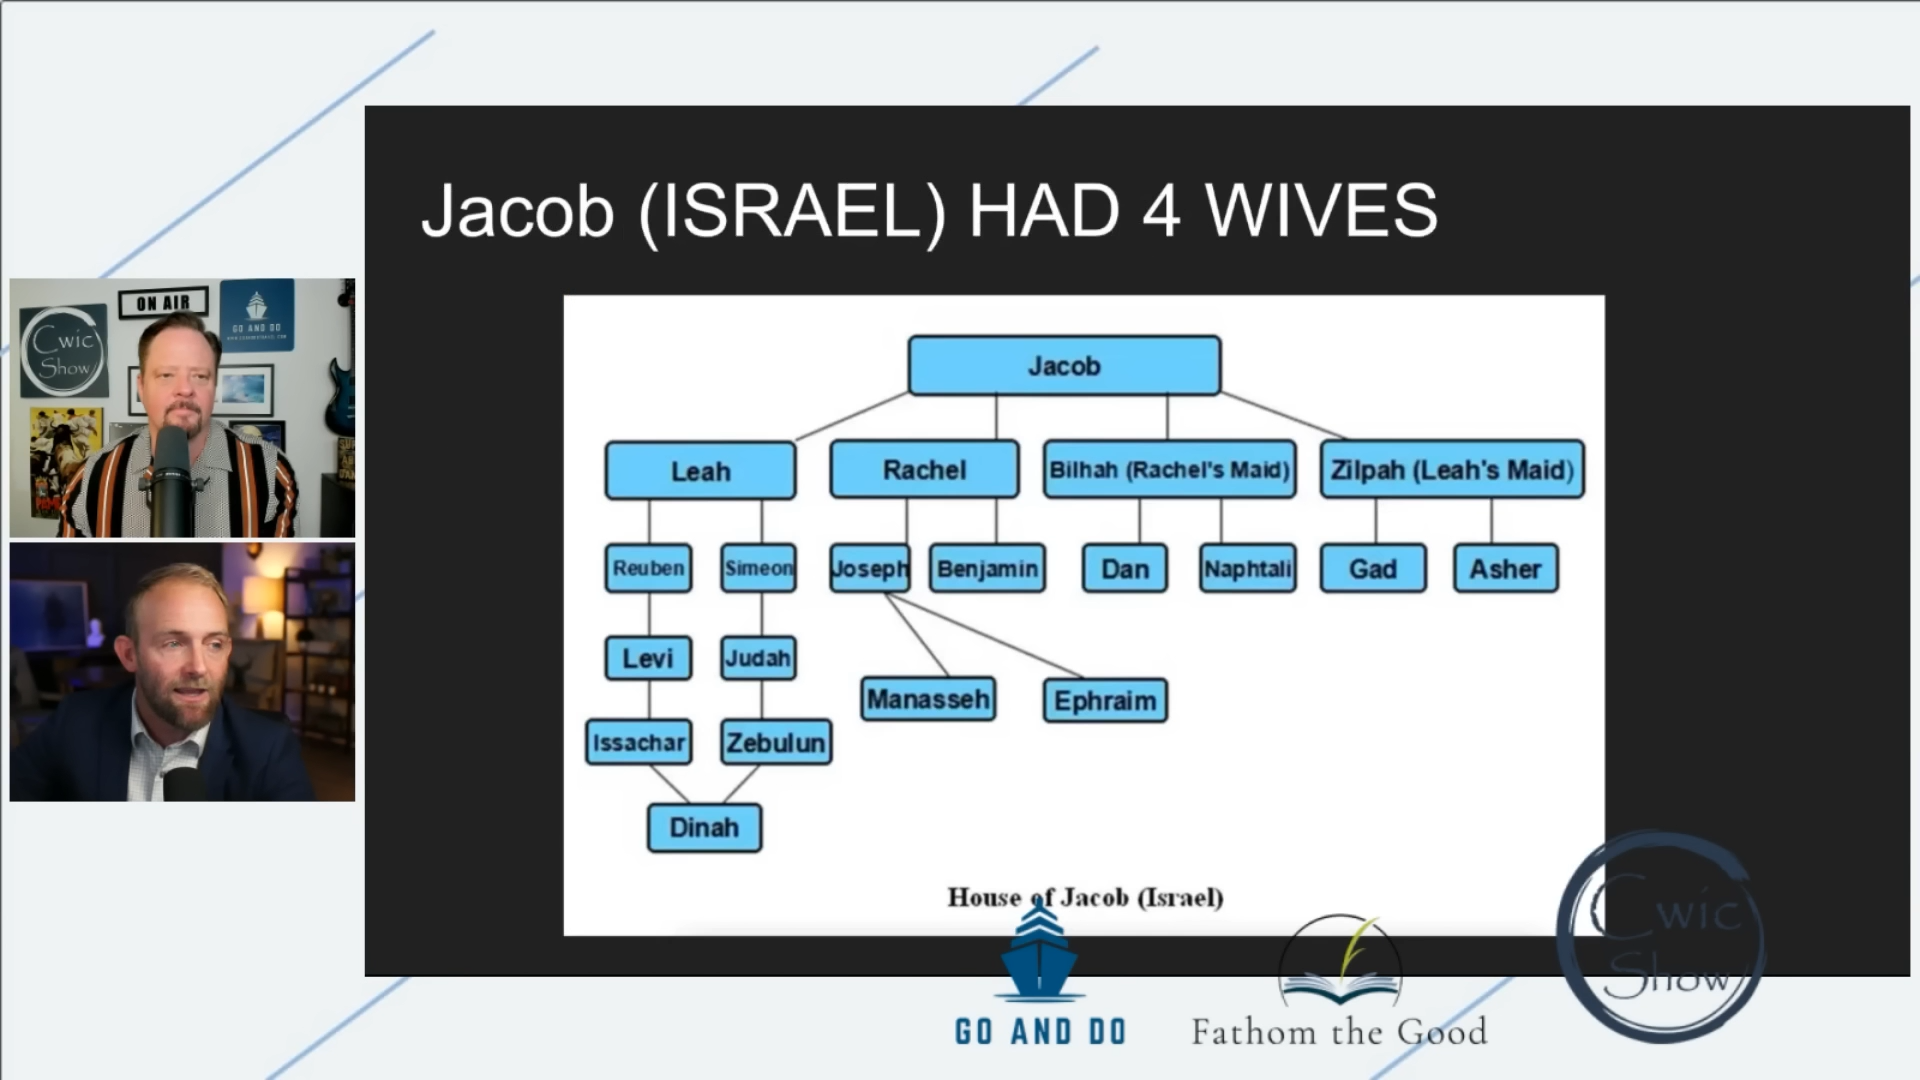 Jacob (ISRAEL) HAD 4 WIVES
ON AIR
Cwic
Show
GO AND DO
Jacob
Leah
Rachel
Bilhah (Rachel's Maid)
Zilpah (Leah's Maid)
Reuben
Simeon
Joseph
Benjamin
Dan
Naphtali
Gad
Asher
Levi
Judah
Manasseh
Ephraim
Issachar
Zebulun
Dinah
House of Jacob (Israel)
GO AND DO
Fathom the Good
Cwic
Show